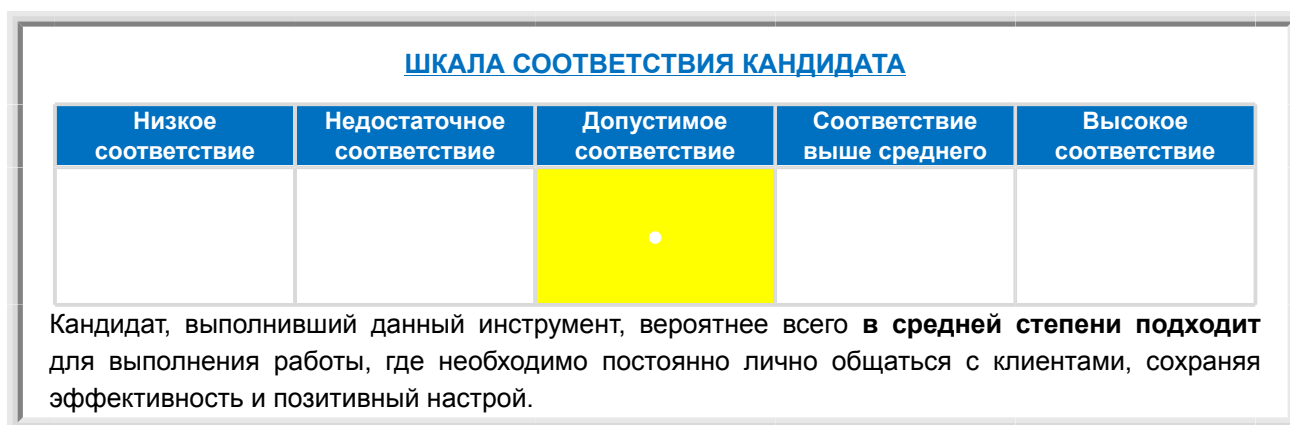 ШКАЛА СООТВЕТСТВИЯ КАНДИДАТА
Низкое соответствие
Недостаточное соответствие
Допустимое соответствие
Соответствие выше среднего
Высокое соответствие
Кандидат, выполнивший данный инструмент, вероятнее всего в средней степени подходит
для выполнения работы, где необходимо постоянно лично общаться с клиентами, сохраняя
эффективность и позитивный настрой.